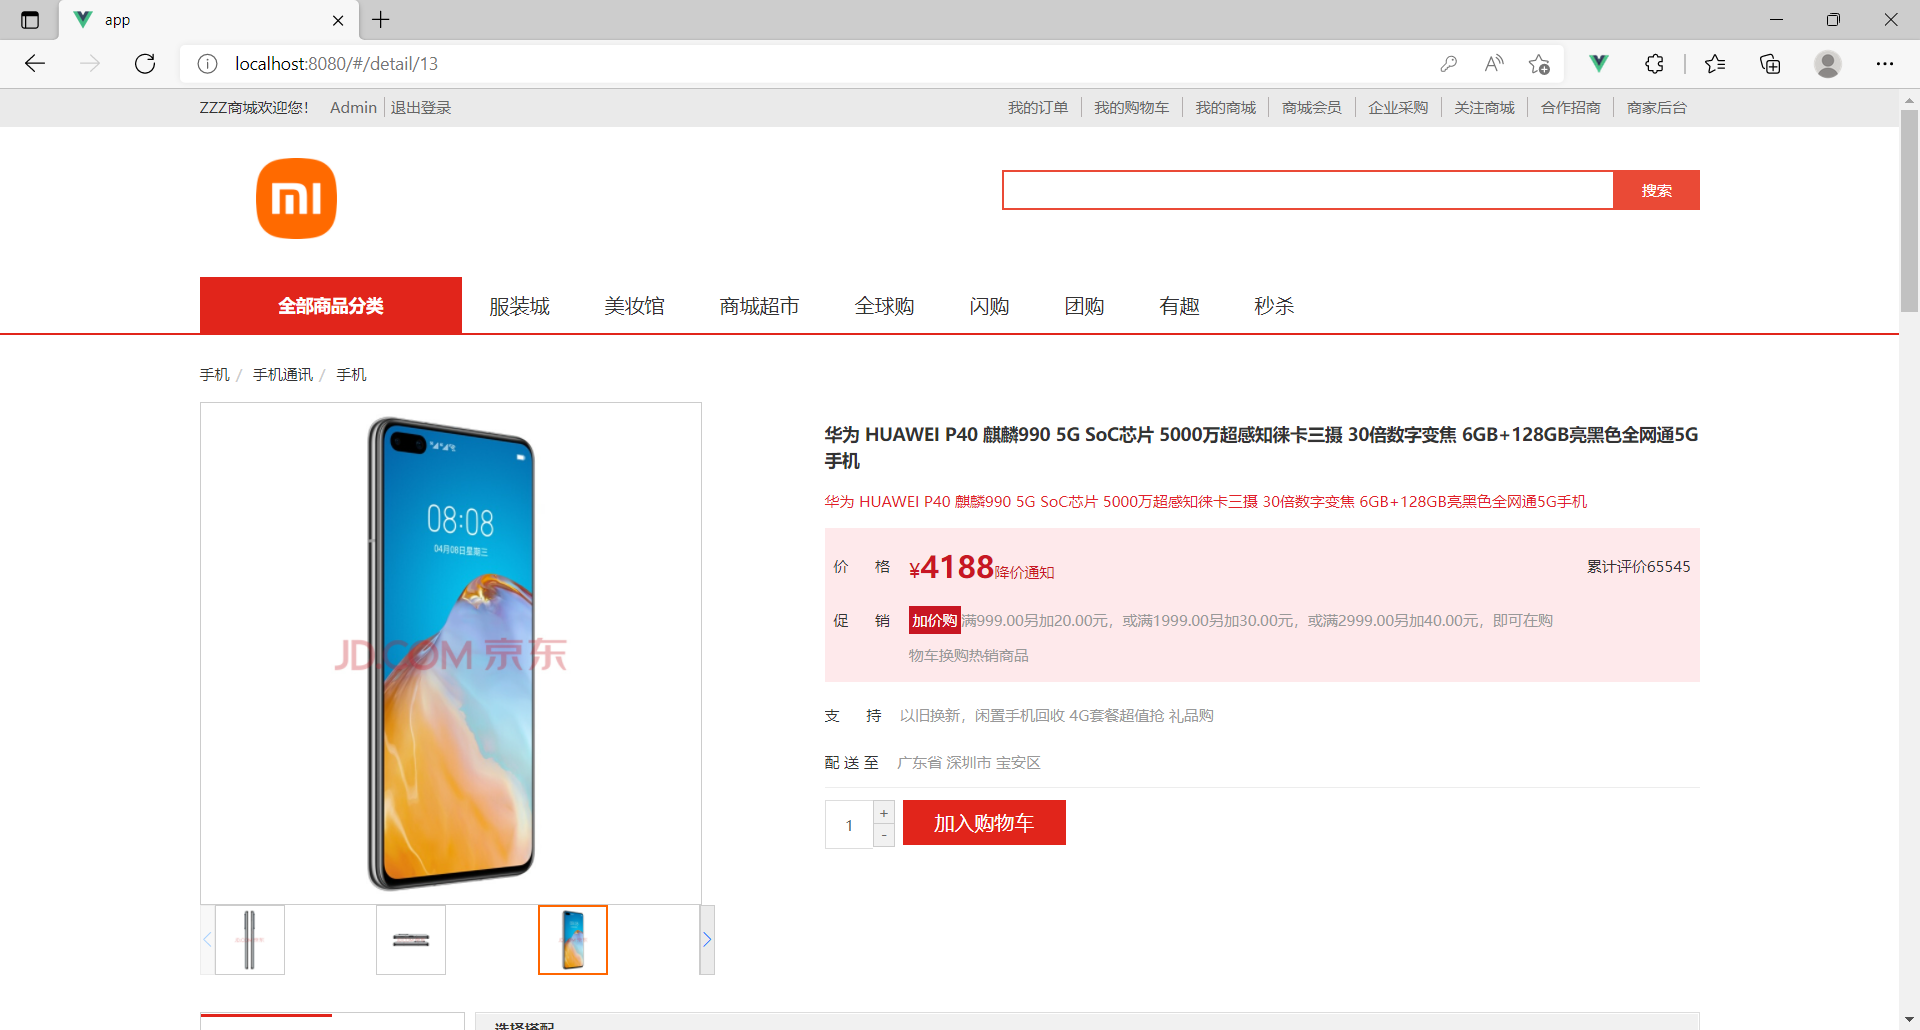 app
localhost:8080/#/detail/13
ZZZ商城欢迎您! Admin 退出登录 我的订单 我的购物车 我的商城 商城会员 企业采购 关注商城 合作招商 商家后台
mi
搜索
全部商品分类 服装城 美妆馆 商城超市 全球购 闪购 团购 有趣 秒杀
手机 / 手机通讯 / 手机
08:08
04月08日星期三
JD.COM 京东
华为 HUAWEI P40 麒麟990 5G SoC芯片 5000万超感知徕卡三摄 30倍数字变焦 6GB+128GB亮黑色全网通5G
手机
华为 HUAWEI P40 麒麟990 5G SoC芯片 5000万超感知徕卡三摄 30倍数字变焦 6GB+128GB亮黑色全网通5G手机
价 格 ¥4188降价通知 累计评价65545
促 销 加价购满999.00另加20.00元，或满1999.00另加30.00元，或满2999.00另加40.00元，即可在购
物车换购热销商品
支 持 以旧换新，闲置手机回收 4G套餐超值抢 礼品购
配 送 至 广东省 深圳市 宝安区
1 + - 加入购物车
选择搭配